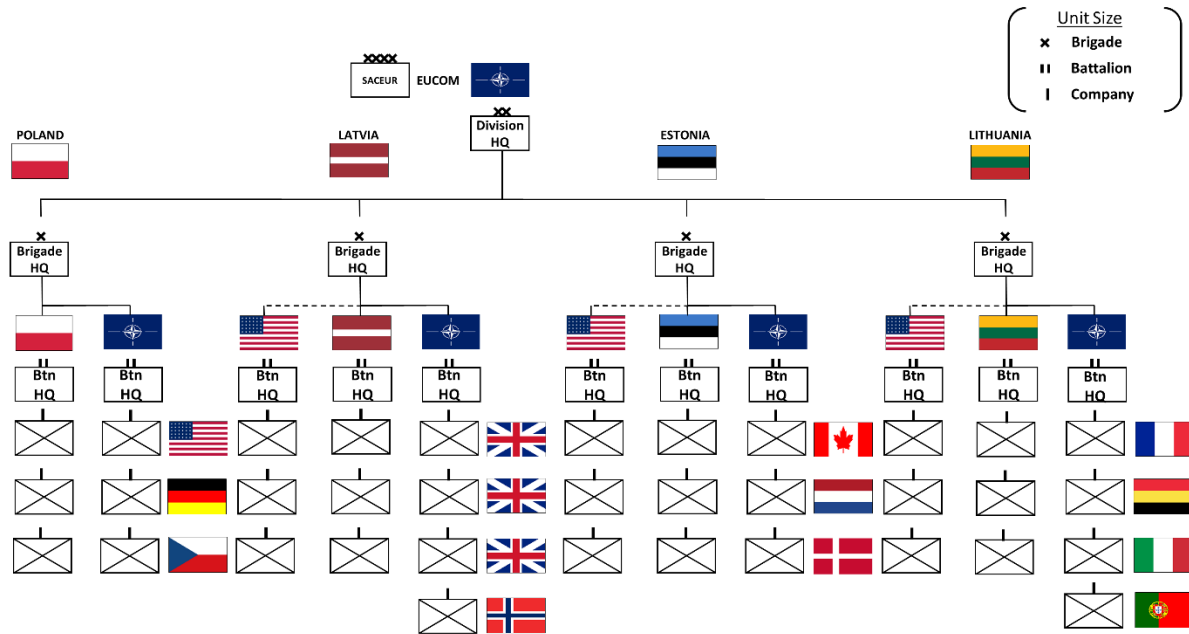 Unit Size
Brigade
Battalion
Company
SACEUR
EUCOM
Division
HQ
POLAND
LATVIA
ESTONIA
LITHUANIA
Brigade
HQ
Brigade
HQ
Brigade
HQ
Brigade
HQ
Btn
HQ
Btn
HQ
Btn
HQ
Btn
HQ
Btn
HQ
Btn
HQ
Btn
HQ
Btn
HQ
Btn
HQ
Btn
HQ
Btn
HQ